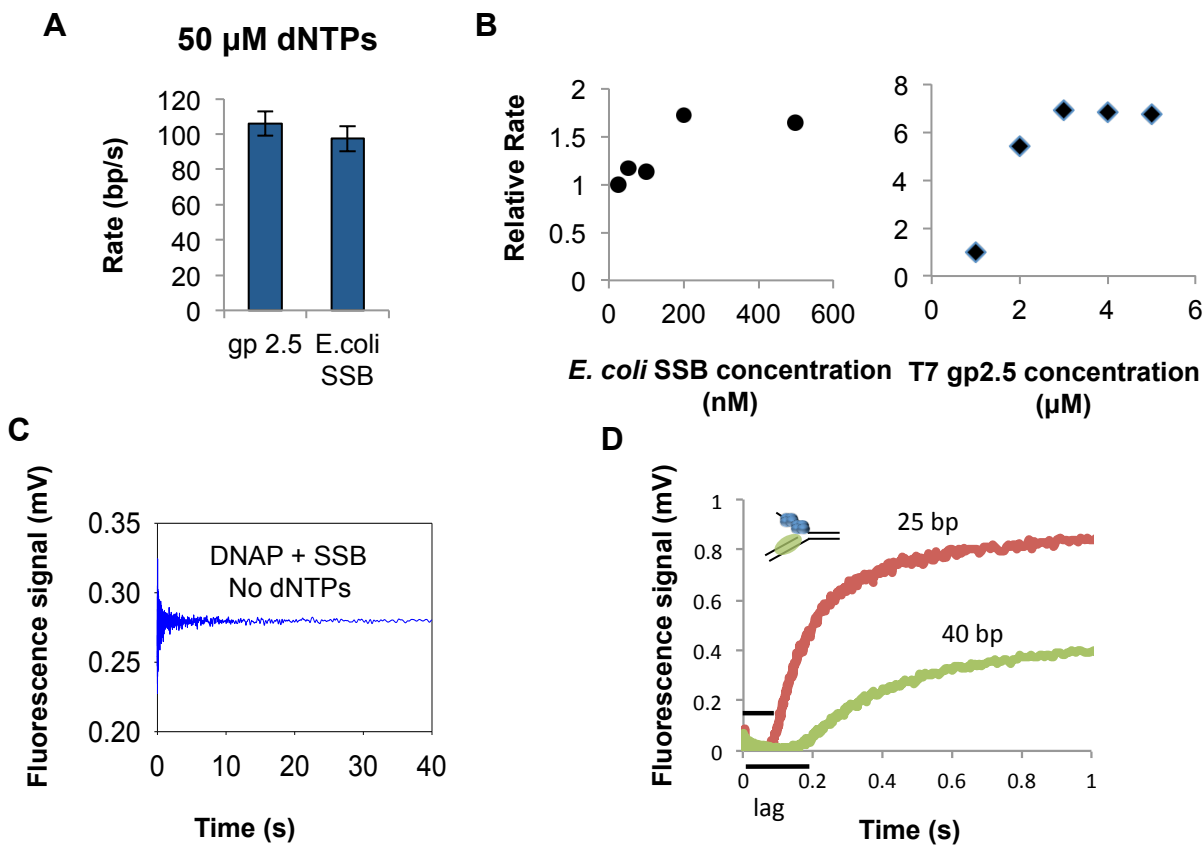 A
50 µM dNTPs
Rate (bp/s)
120
100
80
60
40
20
0
gp 2.5
E.coli
SSB
B
Relative Rate
2
1.5
1
0.5
0
0
200
400
600
E. coli SSB concentration
(nM)
8
6
4
2
0
0
2
4
6
T7 gp2.5 concentration
(µM)
C
Fluorescence signal (mV)
0.35
0.30
0.25
0.20
DNAP + SSB
No dNTPs
0
10
20
30
40
Time (s)
D
Fluorescence signal (mV)
1
0.8
0.6
0.4
0.2
0
25 bp
40 bp
0
0.2
0.4
0.6
0.8
1
lag
Time (s)